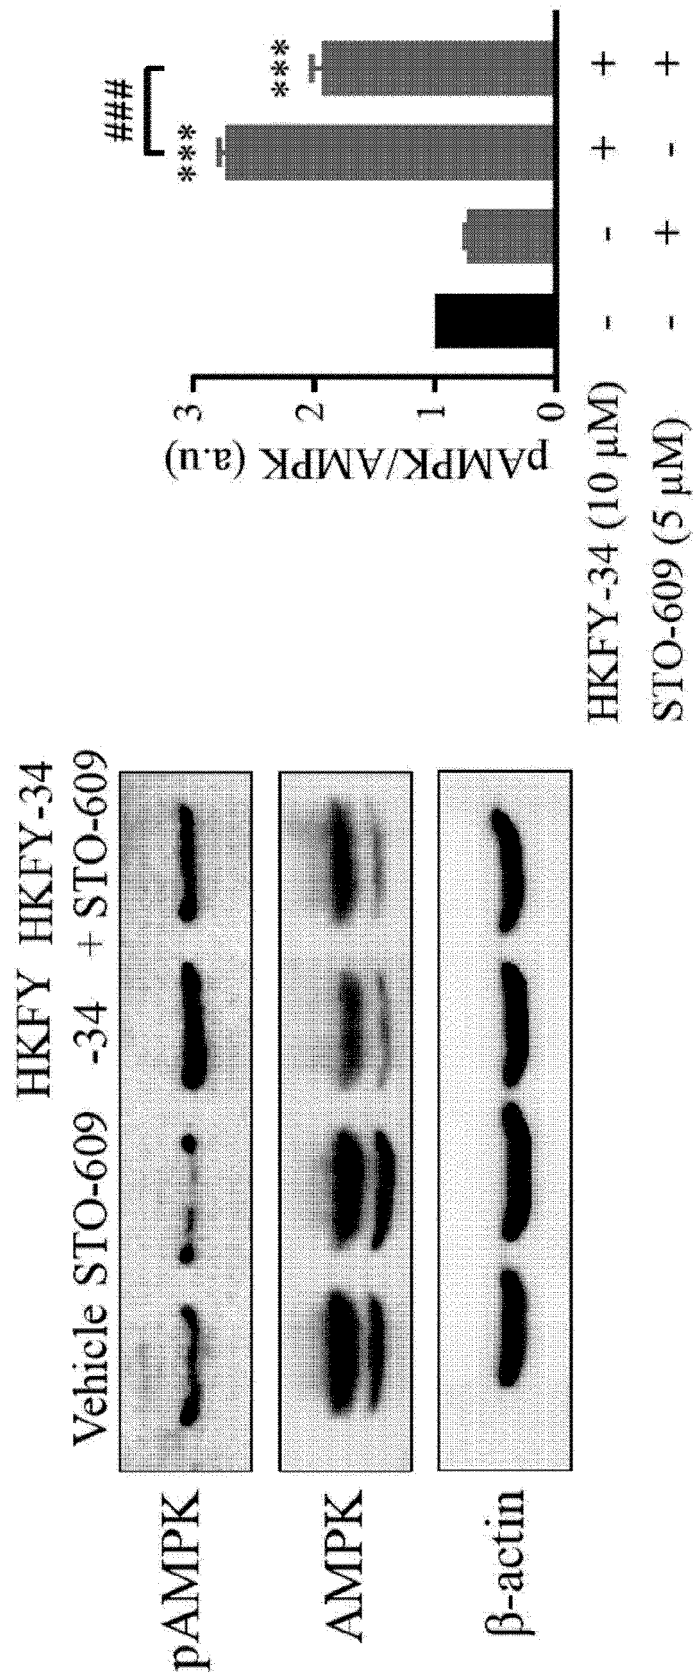 HKFY HKFY-34
Vehicle STO-609 -34 + STO-609
pAMPK
AMPK
β-actin
###
*** ***
3
2
1
0
pAMPK/AMPK (a.u)
HKFY-34 (10 μM) - - + +
STO-609 (5 μM) - + - +